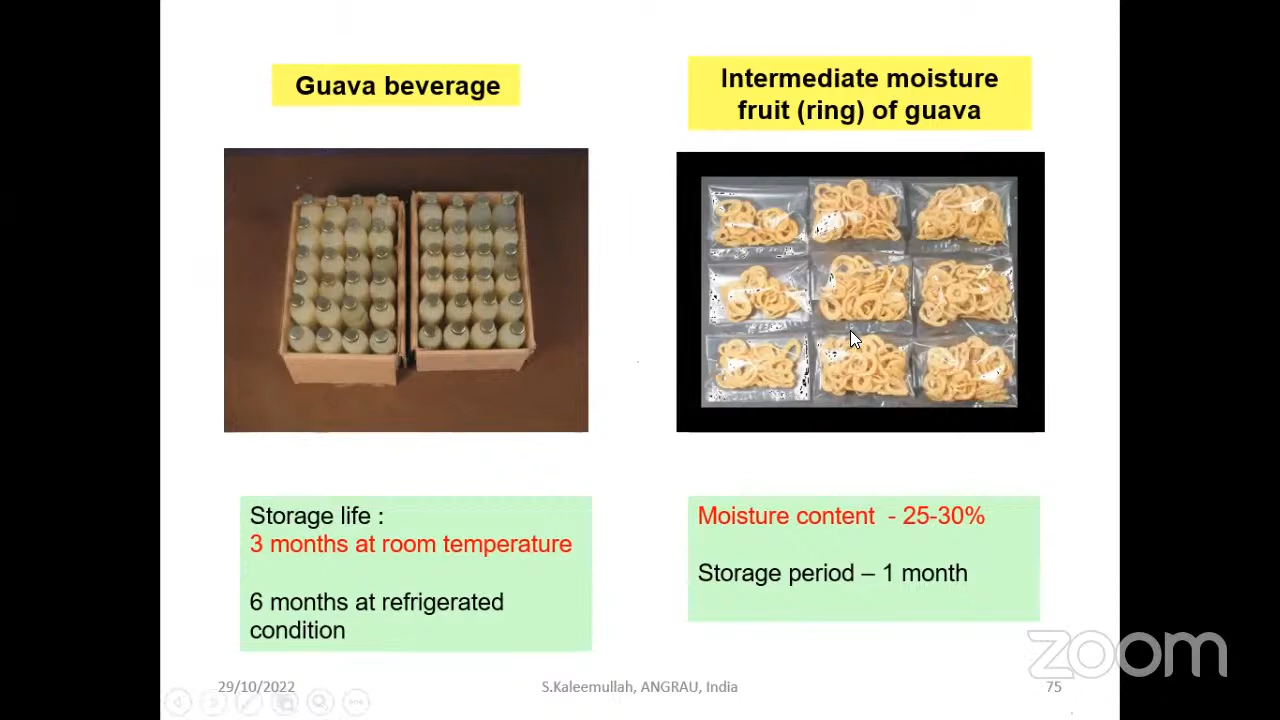 Guava beverage
Intermediate moisture
fruit (ring) of guava
Storage life :
3 months at room temperature
6 months at refrigerated
condition
Moisture content - 25-30%
Storage period – 1 month
29/10/2022
S.Kaleemullah, ANGRAU, India
75
zoom